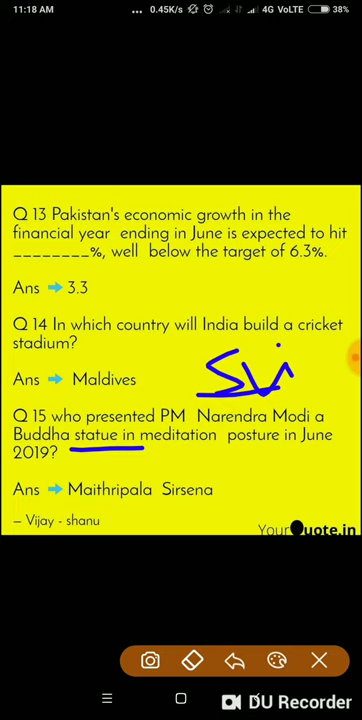 11:18 AM ... 0.45K/s 4G VoLTE 38%
Q 13 Pakistan's economic growth in the
financial year ending in June is expected to hit
________%, well below the target of 6.3%.
Ans 3.3
Q 14 In which country will India build a cricket
stadium?
Ans Maldives
Q 15 who presented PM Narendra Modi a
Buddha statue in meditation posture in June
2019?
Ans Maithripala Sirsena
– Vijay - shanu
YourQuote.in
DU Recorder